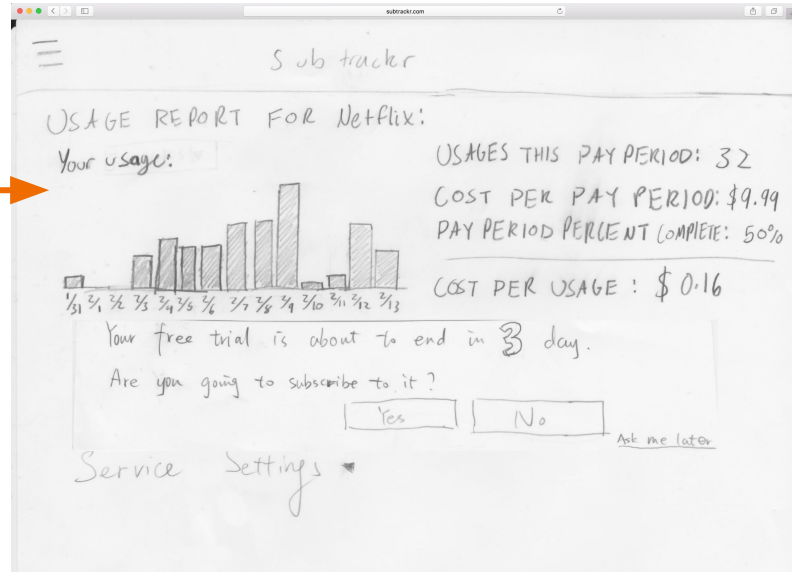 subtrackr.com
Subtrackr
USAGE REPORT FOR Netflix:
Your usage:
USAGES THIS PAY PERIOD: 32
COST PER PAY PERIOD: $9.99
PAY PERIOD PERCENT COMPLETE: 50%
COST PER USAGE: $0.16
1/31 2/1 2/2 2/3 2/4 2/5 2/6 2/7 2/8 2/9 2/10 2/11 2/12 2/13
Your free trial is about to end in 3 day.
Are you going to subscribe to it?
Yes No
Ask me later
Service Settings